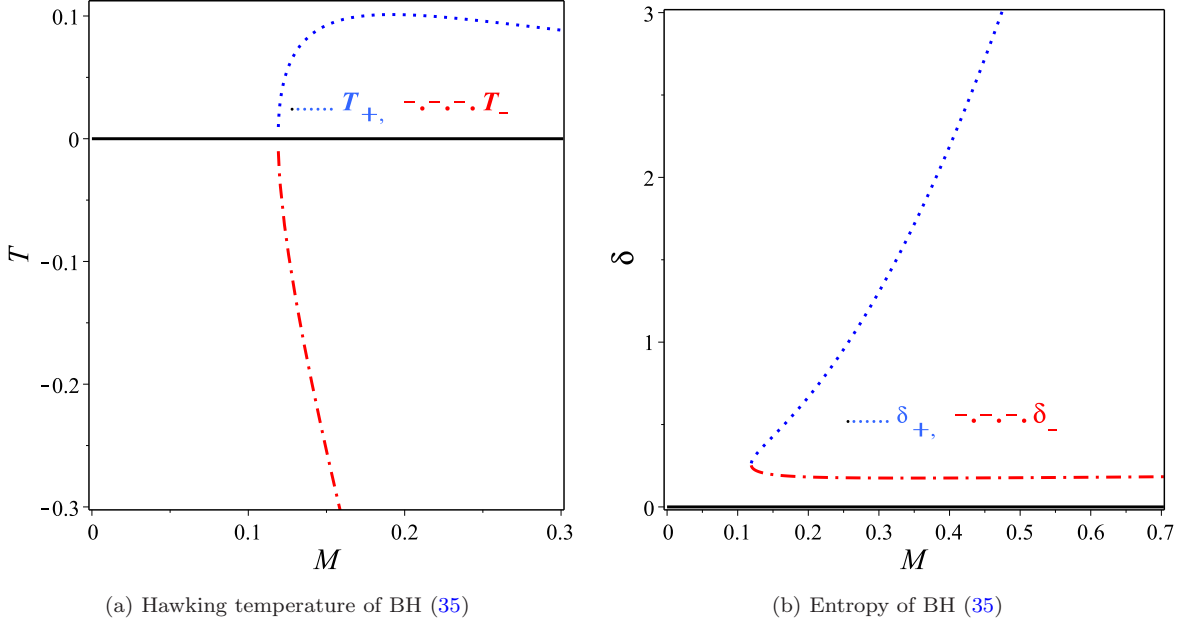 0.1
0
−0.1
−0.2
−0.3
T
T+,
T−
0
0.1
0.2
0.3
M
(a) Hawking temperature of BH (35)
3
2
1
0
δ
δ+,
δ−
0
0.1
0.2
0.3
0.4
0.5
0.6
0.7
M
(b) Entropy of BH (35)